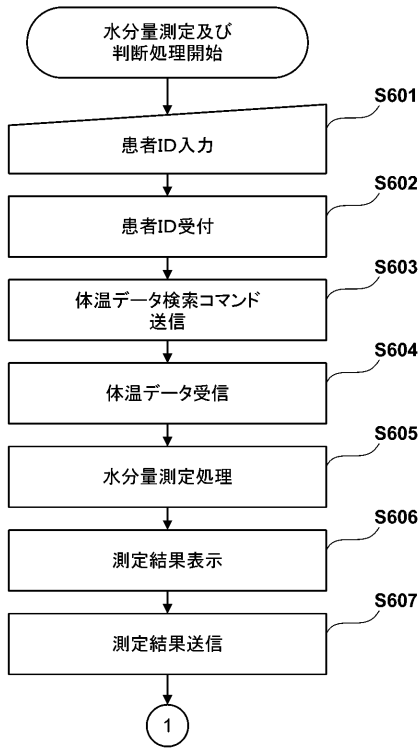 水分量測定及び
判断処理開始
S601
患者ID入力
S602
患者ID受付
S603
体温データ検索コマンド
送信
S604
体温データ受信
S605
水分量測定処理
S606
測定結果表示
S607
測定結果送信
1